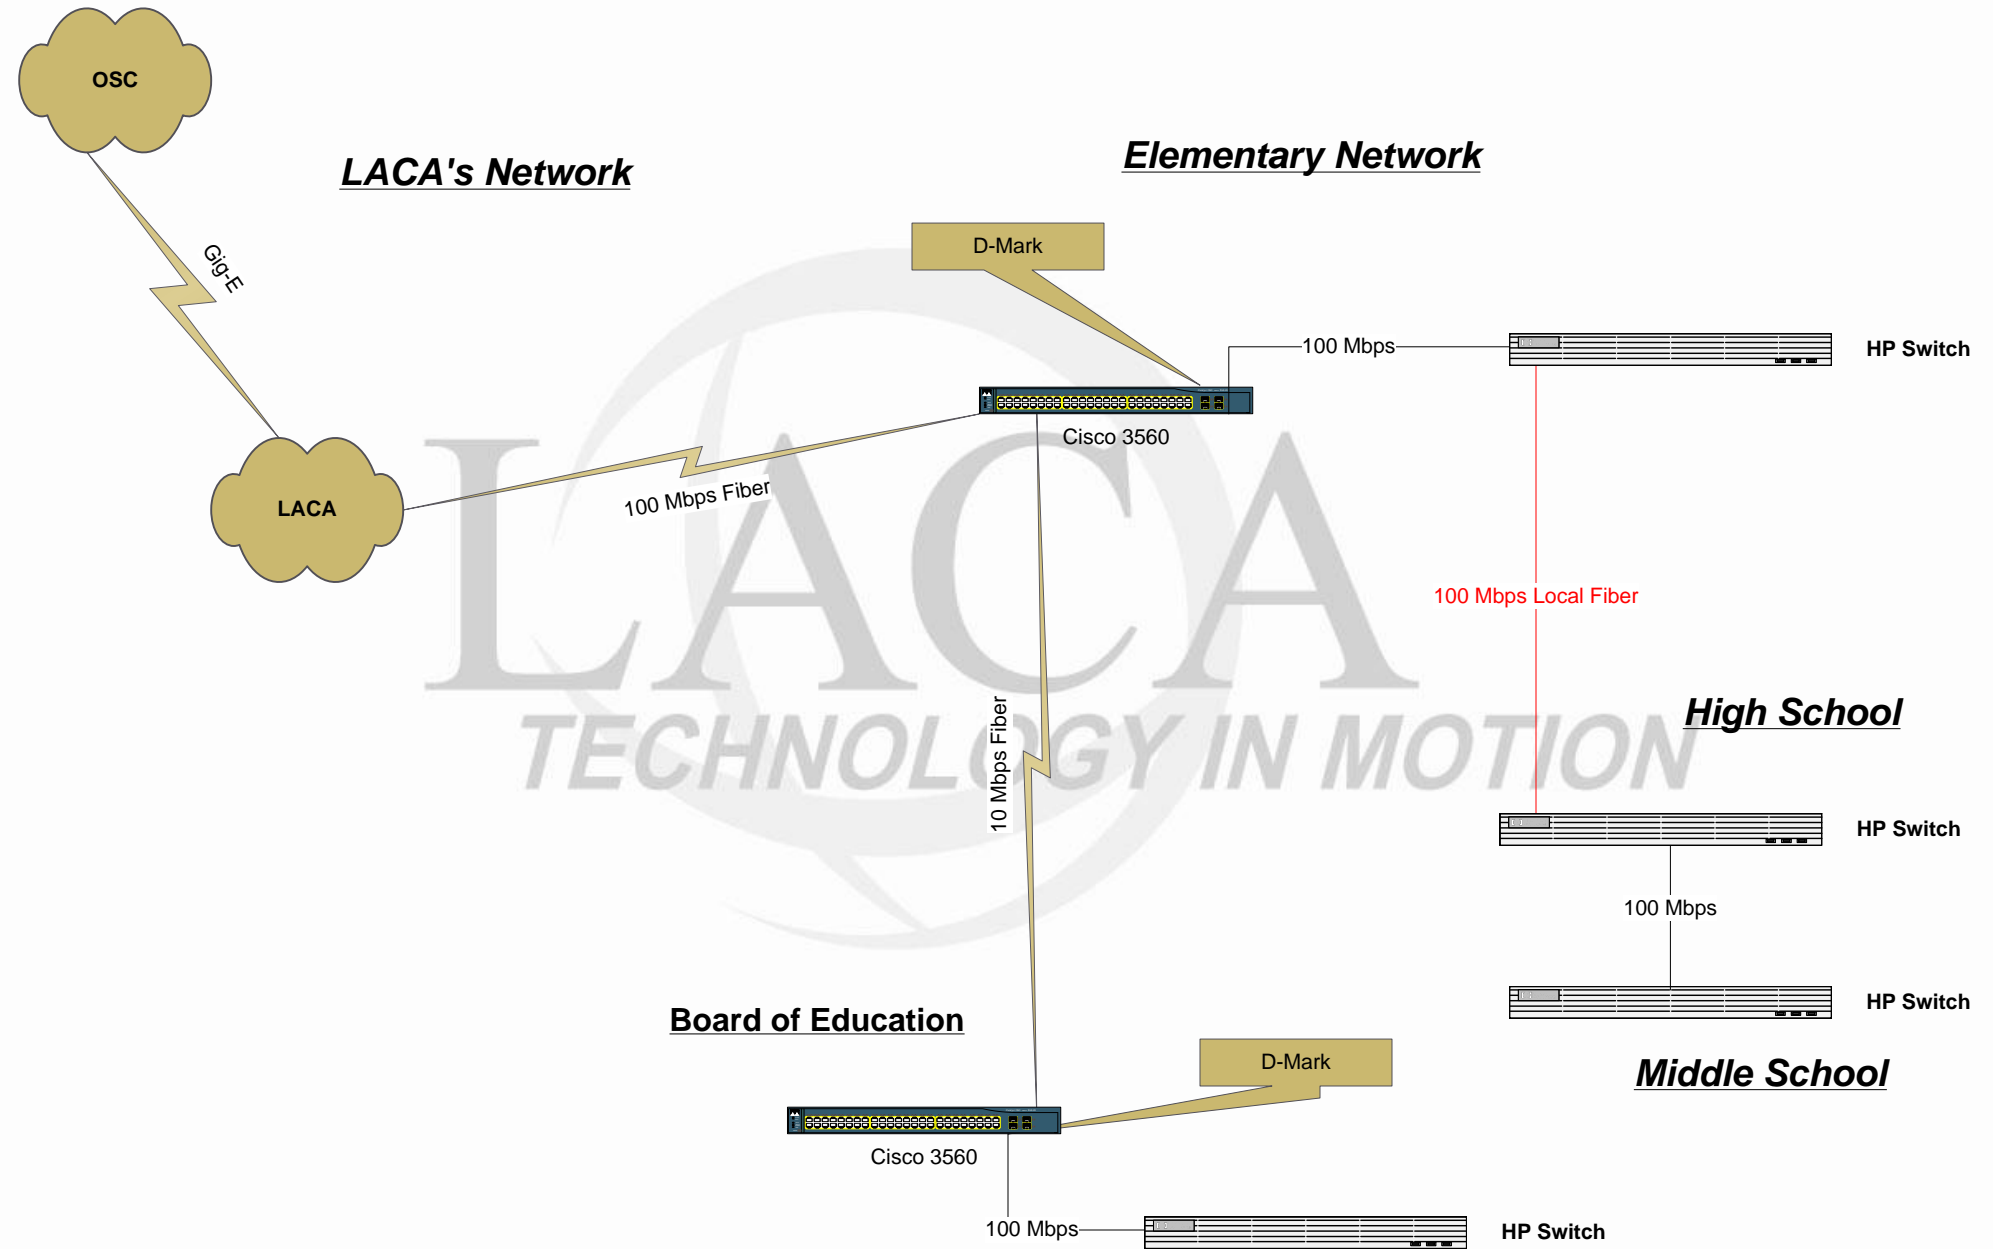 OSC
LACA's Network
Elementary Network
D-Mark
Gig-E
100 Mbps
HP Switch
Cisco 3560
100 Mbps Fiber
LACA
LACA
TECHNOLOGY IN MOTION
100 Mbps Local Fiber
High School
10 Mbps Fiber
HP Switch
100 Mbps
HP Switch
Board of Education
Middle School
D-Mark
Cisco 3560
100 Mbps
HP Switch